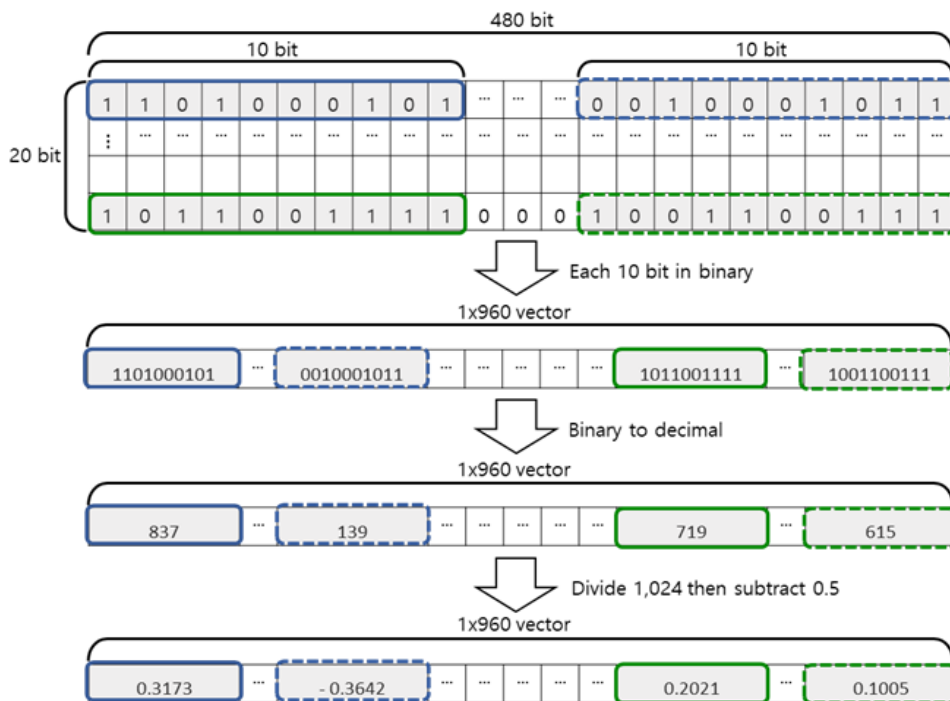 480 bit
10 bit 10 bit
1 1 0 1 0 0 0 1 0 1 ... ... ... 0 0 1 0 0 0 1 0 1 1
⋮ ... ... ... ... ... ... ... ... ... ... ... ... ... ... ... ... ... ... ... ... ... ...
20 bit
1 0 1 1 0 0 1 1 1 1 0 0 0 1 0 0 1 1 0 0 1 1 1
Each 10 bit in binary
1x960 vector
1101000101 ... 0010001011 ... ... ... ... ... 1011001111 ... 1001100111
Binary to decimal
1x960 vector
837 ... 139 ... ... ... ... ... 719 ... 615
Divide 1,024 then subtract 0.5
1x960 vector
0.3173 ... - 0.3642 ... ... ... ... ... 0.2021 ... 0.1005